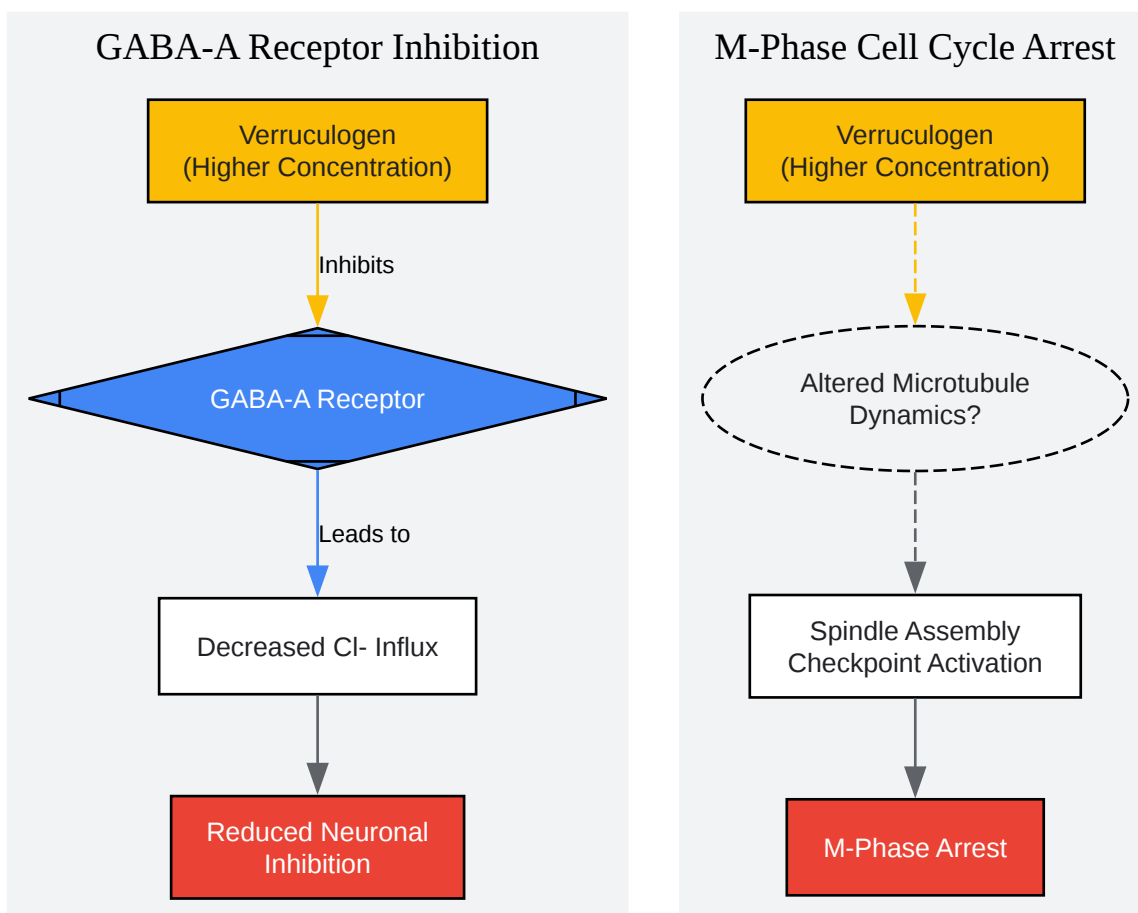 GABA-A Receptor Inhibition
Verruculogen
(Higher Concentration)
Inhibits
GABA-A Receptor
Leads to
Decreased Cl- Influx
Reduced Neuronal
Inhibition
M-Phase Cell Cycle Arrest
Verruculogen
(Higher Concentration)
Altered Microtubule
Dynamics?
Spindle Assembly
Checkpoint Activation
M-Phase Arrest